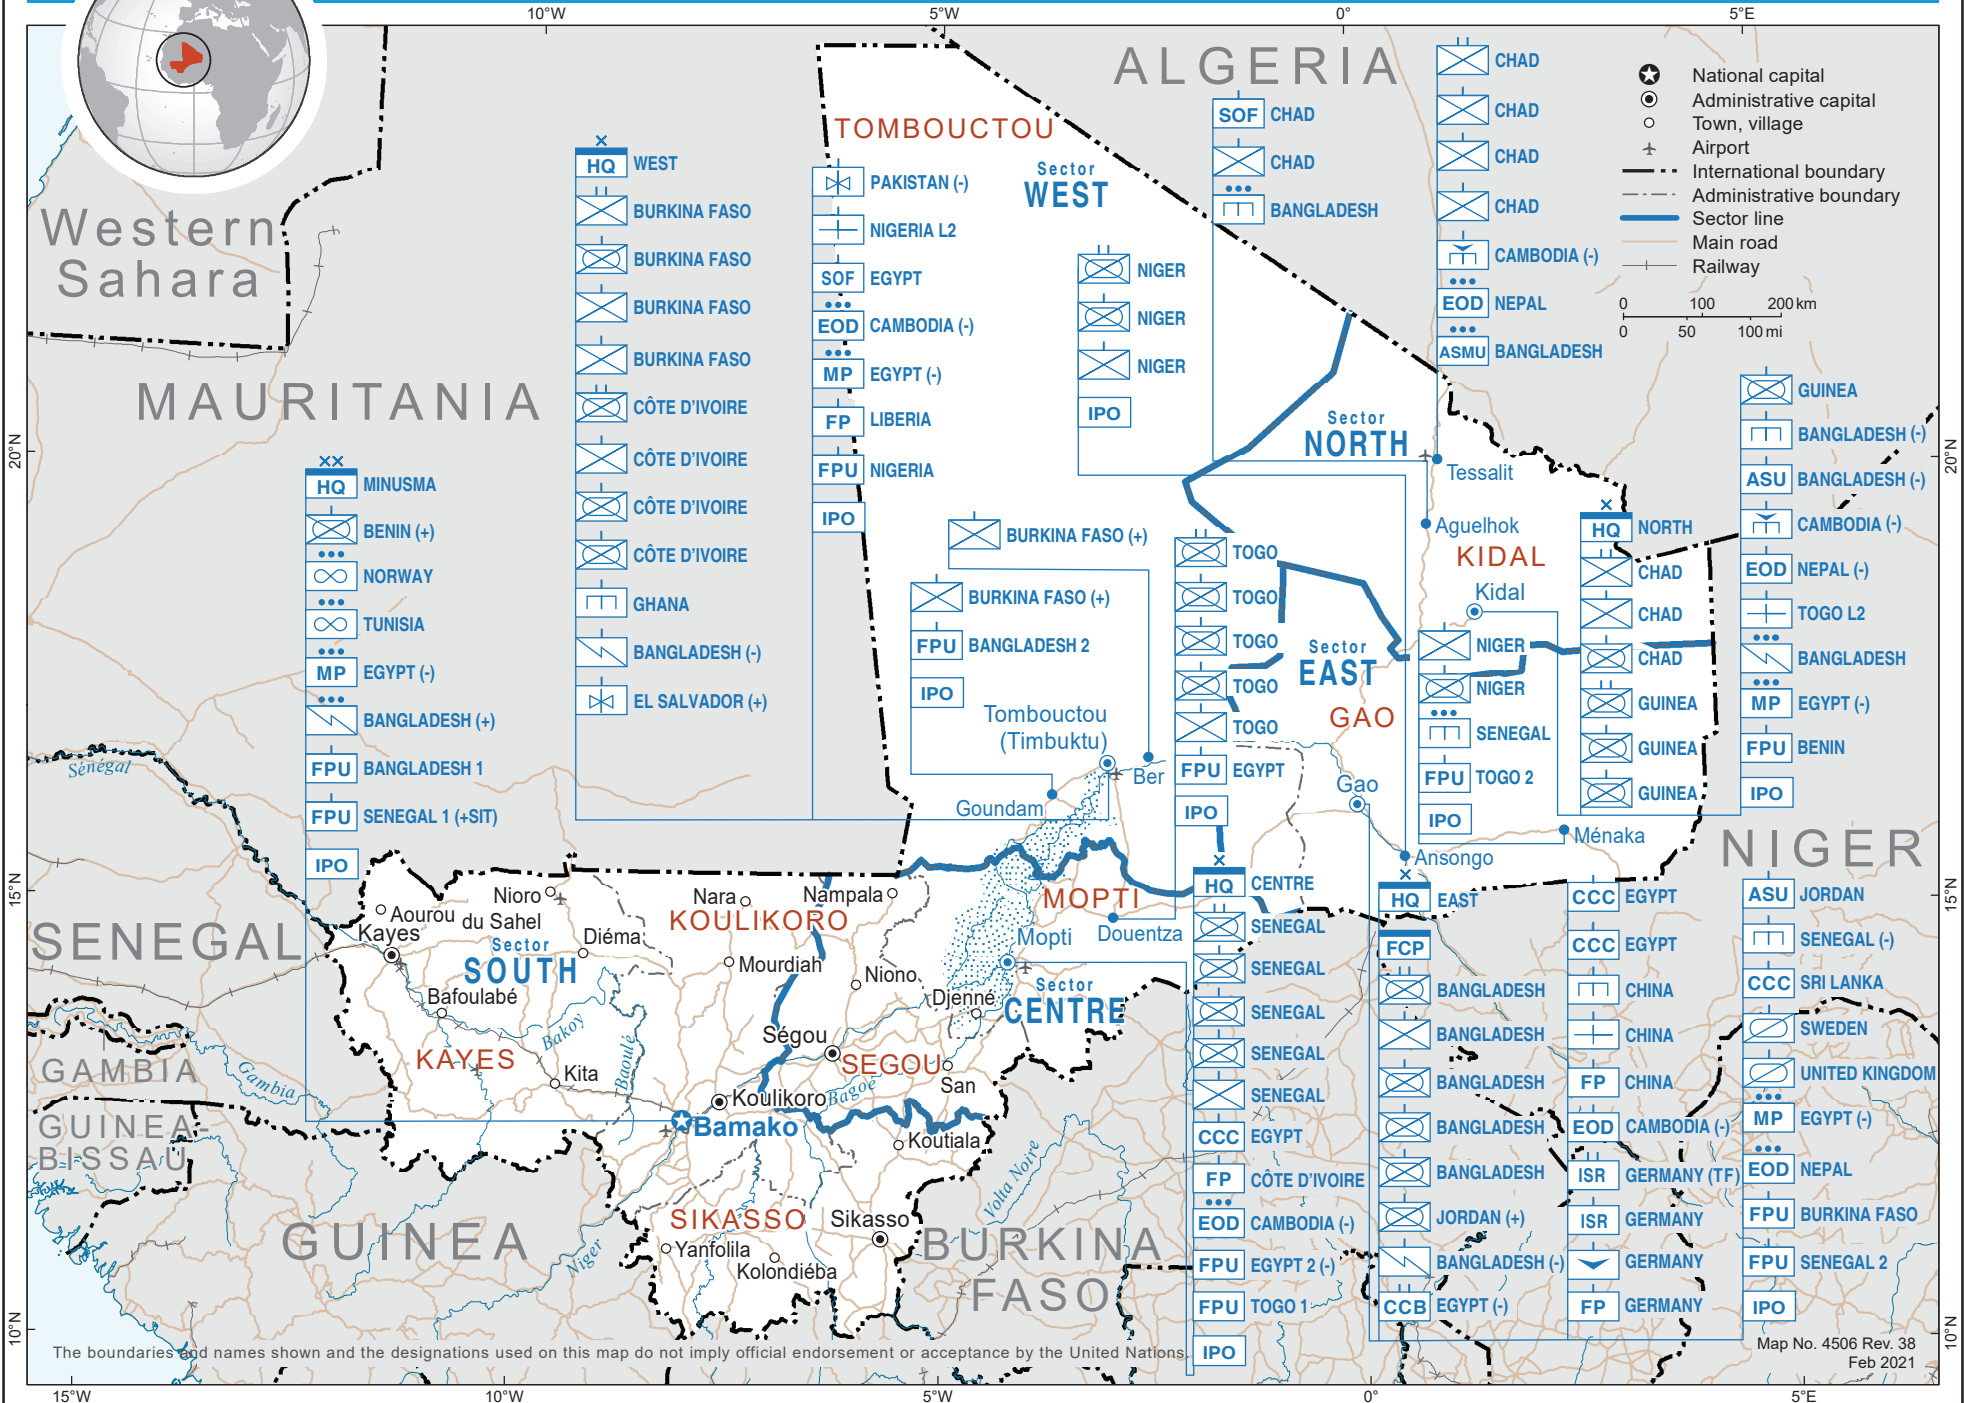 10°W
5°W
0°
5°E
ALGERIA
Western
Sahara
MAURITANIA
SENEGAL
GAMBIA
GUINEA-
BISSAU
GUINEA
BURKINA
FASO
NIGER
National capital
Administrative capital
Town, village
Airport
International boundary
Administrative boundary
Sector line
Main road
Railway
0 100 200 km
0 50 100 mi
20°N
15°N
10°N
20°N
15°N
10°N
HQ MINUSMA
BENIN (+)
NORWAY
TUNISIA
MP EGYPT (-)
BANGLADESH (+)
FPU BANGLADESH 1
FPU SENEGAL 1 (+SIT)
IPO
HQ WEST
BURKINA FASO
BURKINA FASO
BURKINA FASO
BURKINA FASO
CÔTE D'IVOIRE
CÔTE D'IVOIRE
CÔTE D'IVOIRE
CÔTE D'IVOIRE
GHANA
BANGLADESH (-)
EL SALVADOR (+)
PAKISTAN (-)
NIGERIA L2
SOF EGYPT
EOD CAMBODIA (-)
MP EGYPT (-)
FP LIBERIA
FPU NIGERIA
IPO
TOMBOUCTOU
Sector
WEST
BURKINA FASO (+)
BURKINA FASO (+)
FPU BANGLADESH 2
IPO
NIGER
NIGER
NIGER
IPO
SOF CHAD
CHAD
BANGLADESH
CHAD
CHAD
CHAD
CHAD
CAMBODIA (-)
EOD NEPAL
ASMU BANGLADESH
Sector
NORTH
Tessalit
Aguelhok
KIDAL
Kidal
TOGO
TOGO
TOGO
TOGO
TOGO
FPU EGYPT
IPO
Sector
EAST
GAO
Gao
NIGER
NIGER
SENEGAL
FPU TOGO 2
IPO
Ménaka
Ansongo
HQ NORTH
CHAD
CHAD
CHAD
GUINEA
GUINEA
GUINEA
GUINEA
BANGLADESH (-)
ASU BANGLADESH (-)
CAMBODIA (-)
EOD NEPAL (-)
TOGO L2
BANGLADESH
MP EGYPT (-)
FPU BENIN
IPO
Tombouctou
(Timbuktu)
Ber
Goundam
MOPTI
Mopti
Douentza
Sector
CENTRE
HQ CENTRE
SENEGAL
SENEGAL
SENEGAL
SENEGAL
SENEGAL
CCC EGYPT
FP CÔTE D'IVOIRE
EOD CAMBODIA (-)
FPU EGYPT 2 (-)
FPU TOGO 1
IPO
HQ EAST
FCP
BANGLADESH
BANGLADESH
BANGLADESH
BANGLADESH
BANGLADESH
JORDAN (+)
BANGLADESH (-)
CCB EGYPT (-)
CCC EGYPT
CCC EGYPT
CHINA
CHINA
FP CHINA
EOD CAMBODIA (-)
ISR GERMANY (TF)
ISR GERMANY
GERMANY
FP GERMANY
ASU JORDAN
SENEGAL (-)
CCC SRI LANKA
SWEDEN
UNITED KINGDOM
MP EGYPT (-)
EOD NEPAL
FPU BURKINA FASO
FPU SENEGAL 2
IPO
Sénégal
Aourou
Kayes
Nioro
du Sahel
Sector
SOUTH
Diéma
Bafoulabé
KAYES
Bakoy
Baoulé
Kita
Gambia
Nara
Nampala
KOULIKORO
Mourdiah
Niono
Djenné
Ségou
SEGOU
San
Koulikoro
Bagoé
Bamako
Koutiala
SIKASSO
Sikasso
Yanfolila
Kolondiéba
Niger
Volta Noire
The boundaries and names shown and the designations used on this map do not imply official endorsement or acceptance by the United Nations.
Map No. 4506 Rev. 38
Feb 2021
15°W
10°W
5°W
0°
5°E